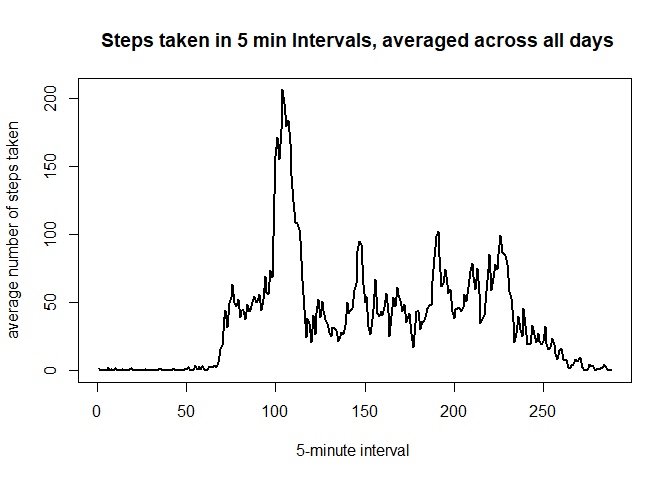 Steps taken in 5 min Intervals, averaged across all days
average number of steps taken
200
150
100
50
0
0 50 100 150 200 250
5-minute interval